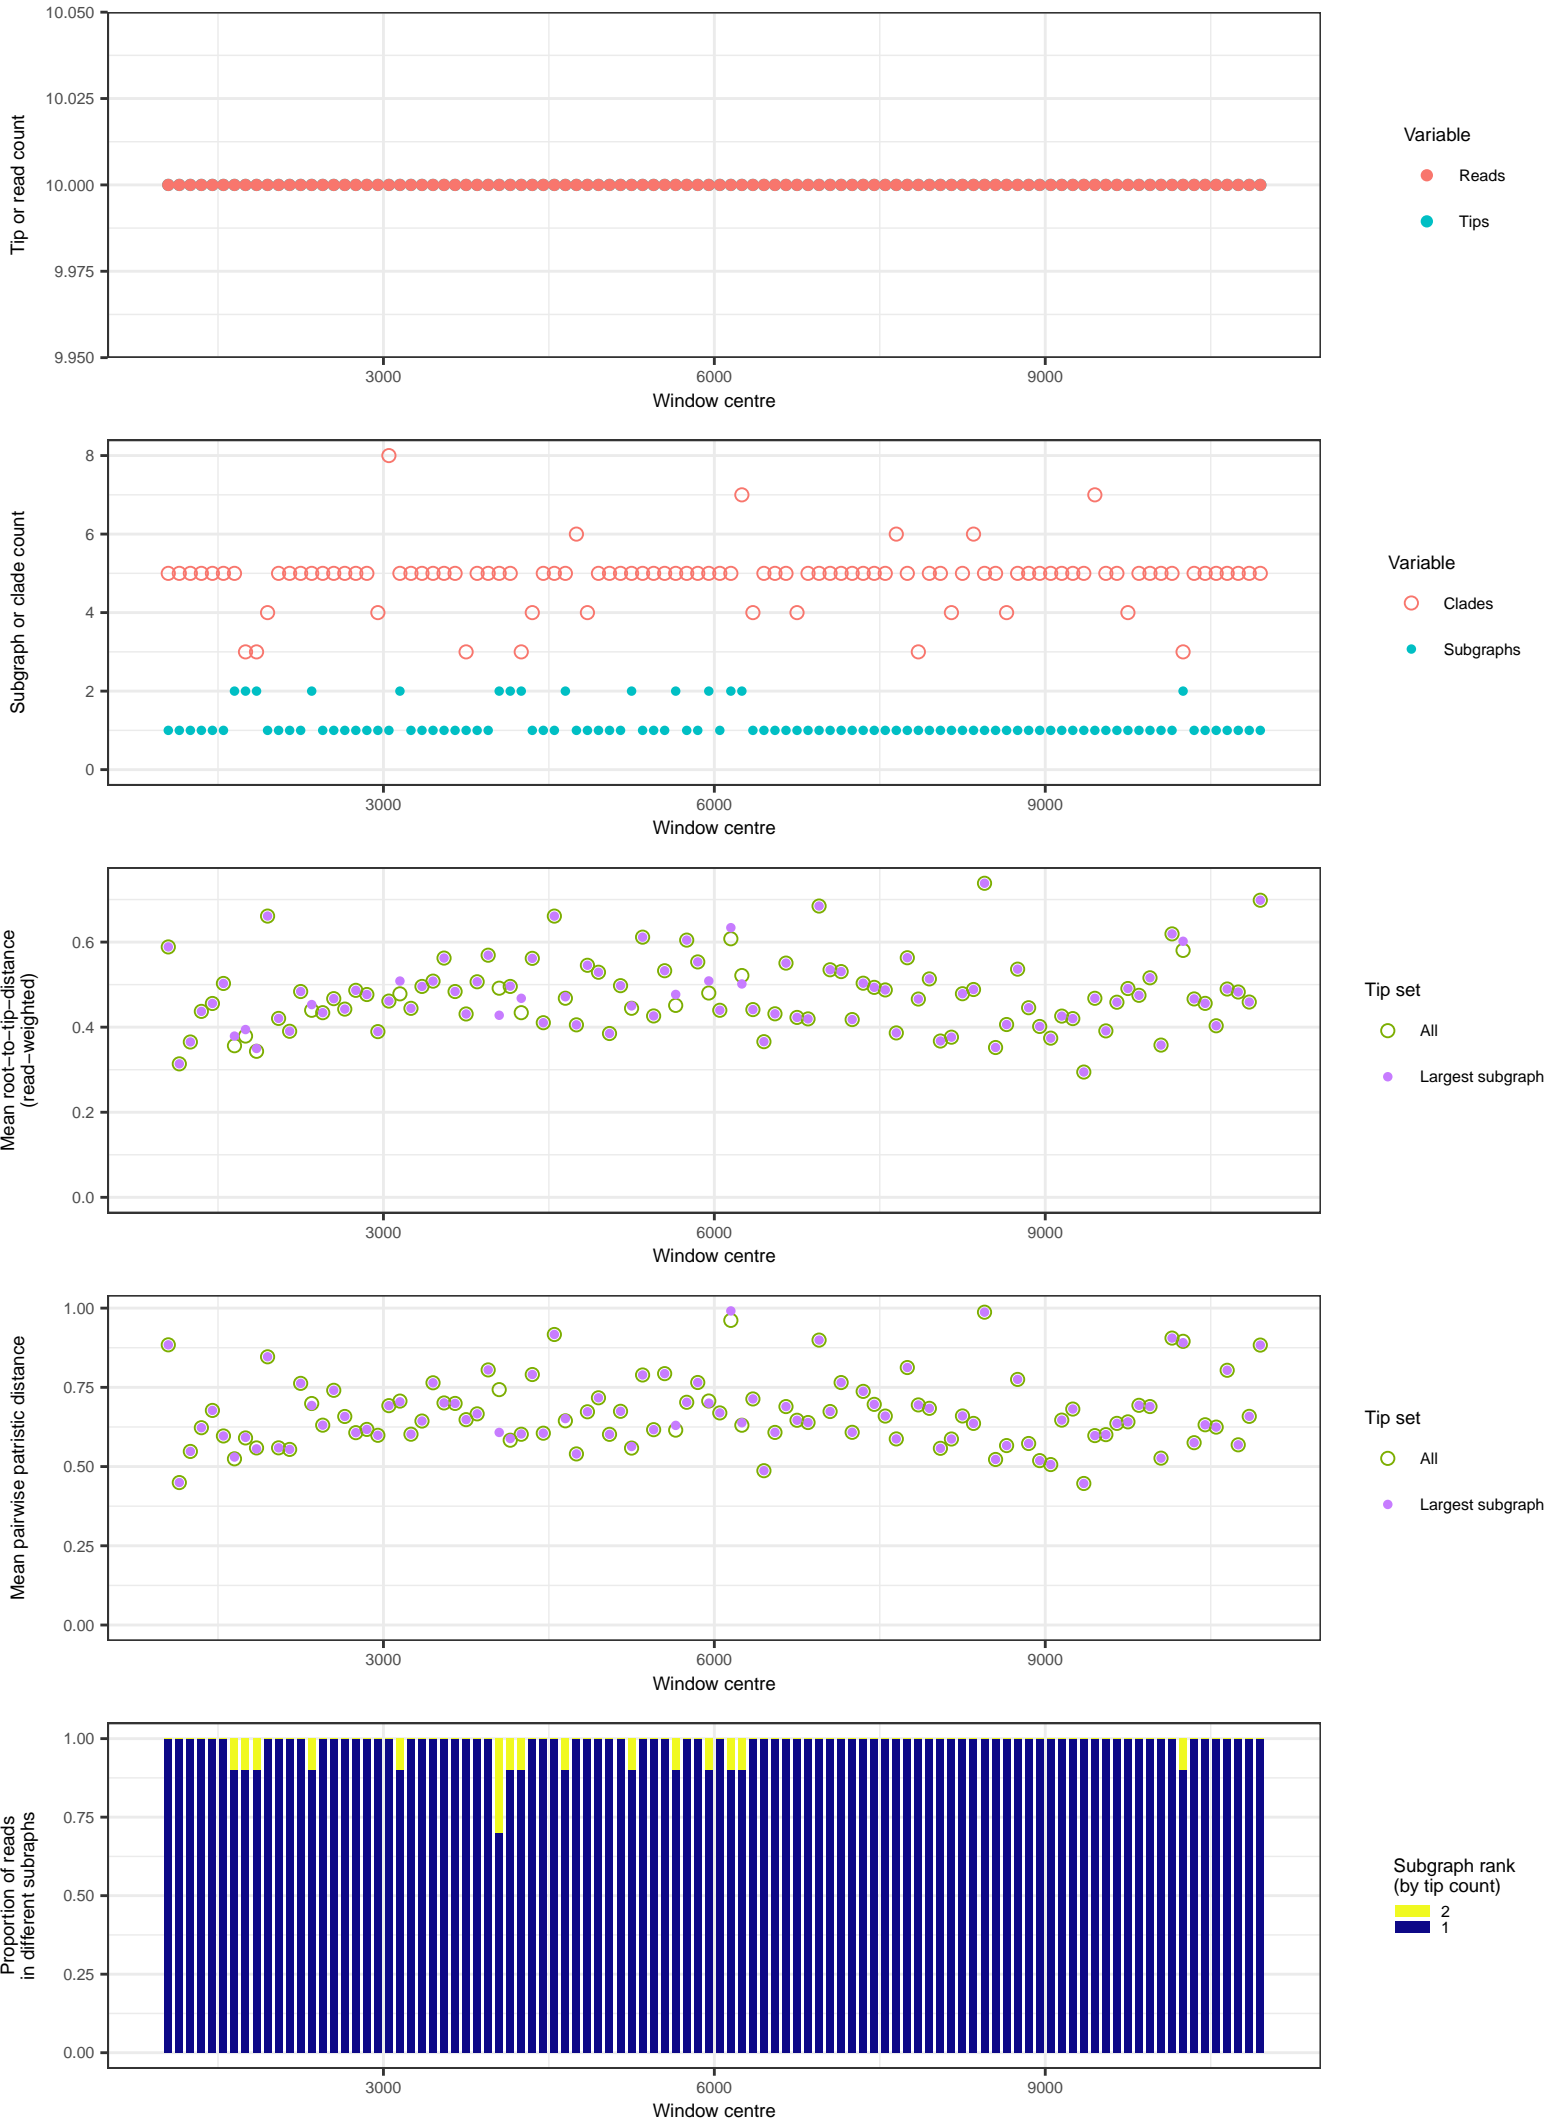 10.050
10.025
10.000
9.975
9.950
Tip or read count
3000
6000
9000
Window centre
Variable
Reads
Tips
8
6
4
2
0
Subgraph or clade count
3000
6000
9000
Window centre
Variable
Clades
Subgraphs
0.6
0.4
0.2
0.0
Mean root−to−tip−distance
(read−weighted)
3000
6000
9000
Window centre
Tip set
All
Largest subgraph
1.00
0.75
0.50
0.25
0.00
Mean pairwise patristic distance
3000
6000
9000
Window centre
Tip set
All
Largest subgraph
1.00
0.75
0.50
0.25
0.00
Proportion of reads
in different subraphs
3000
6000
9000
Window centre
Subgraph rank
(by tip count)
2
1